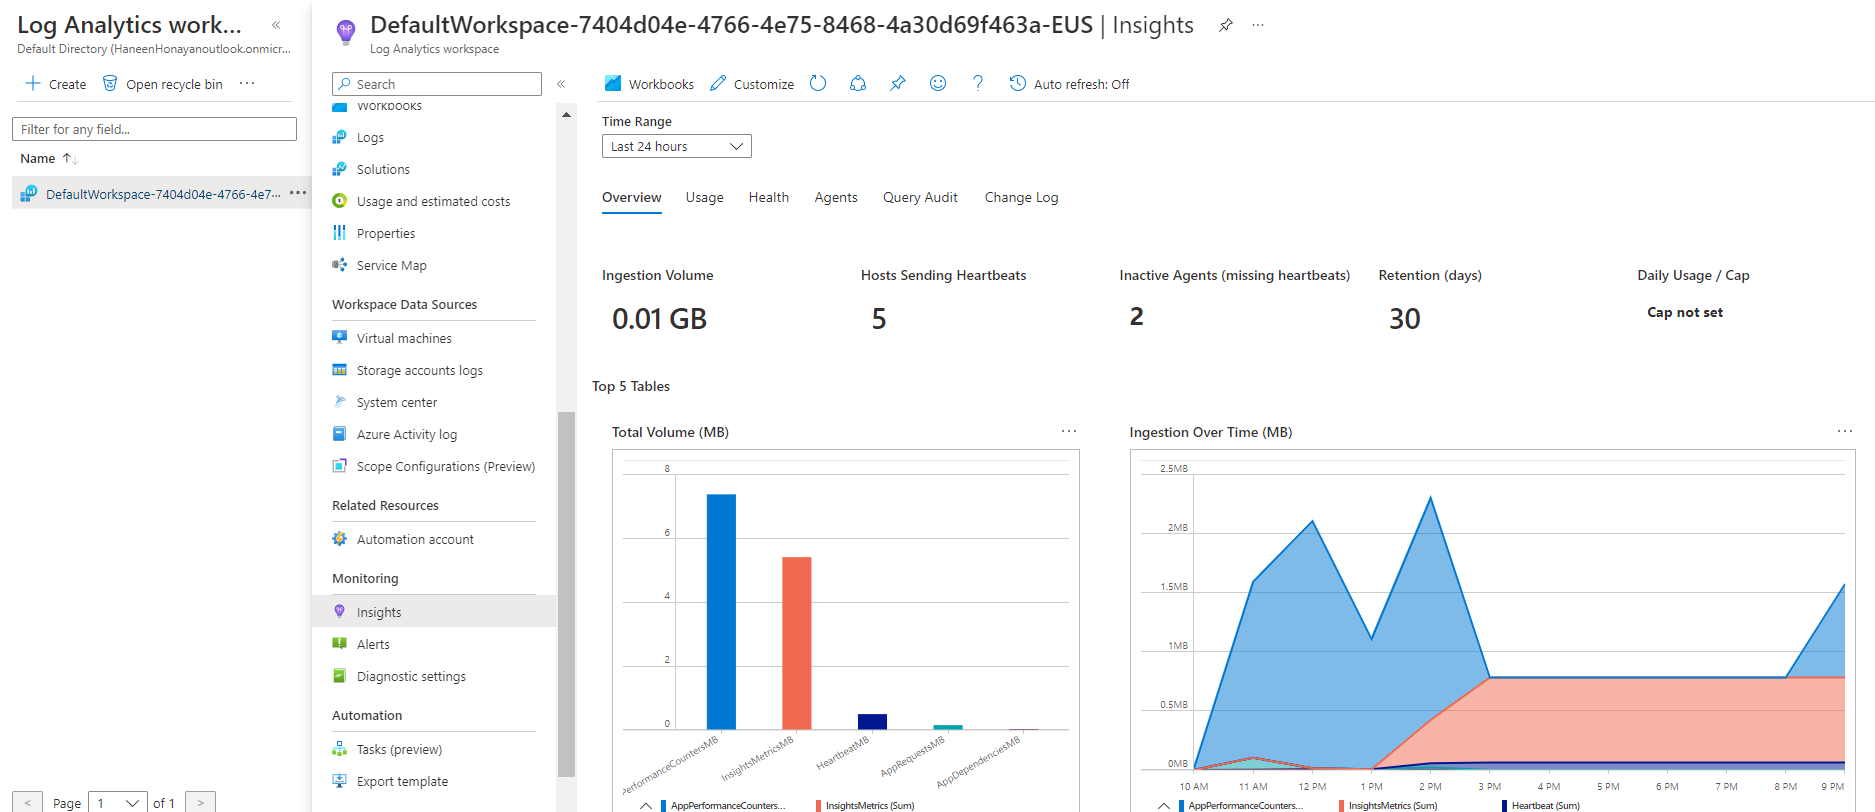 Log Analytics work...
Default Directory (HaneenHonayanoutlook.onmicr...
Create
Open recycle bin
Filter for any field...
Name
DefaultWorkspace-7404d04e-4766-4e7...
Page 1 of 1
DefaultWorkspace-7404d04e-4766-4e75-8468-4a30d69f463a-EUS | Insights
Log Analytics workspace
Search
Workbooks
Logs
Solutions
Usage and estimated costs
Properties
Service Map
Workspace Data Sources
Virtual machines
Storage accounts logs
System center
Azure Activity log
Scope Configurations (Preview)
Related Resources
Automation account
Monitoring
Insights
Alerts
Diagnostic settings
Automation
Tasks (preview)
Export template
Workbooks
Customize
Auto refresh: Off
Time Range
Last 24 hours
Overview
Usage
Health
Agents
Query Audit
Change Log
Ingestion Volume
0.01 GB
Hosts Sending Heartbeats
5
Inactive Agents (missing heartbeats)
2
Retention (days)
30
Daily Usage / Cap
Cap not set
Top 5 Tables
Total Volume (MB)
8
6
4
2
0
PerformanceCountersMB
InsightsMetricsMB
HeartbeatMB
AppRequestsMB
AppDependenciesMB
AppPerformanceCounters...
InsightsMetrics (Sum)
Ingestion Over Time (MB)
2.5MB
2MB
1.5MB
1MB
0.5MB
0MB
10 AM
11 AM
12 PM
1 PM
2 PM
3 PM
4 PM
5 PM
6 PM
7 PM
8 PM
9 PM
AppPerformanceCounters...
InsightsMetrics (Sum)
Heartbeat (Sum)